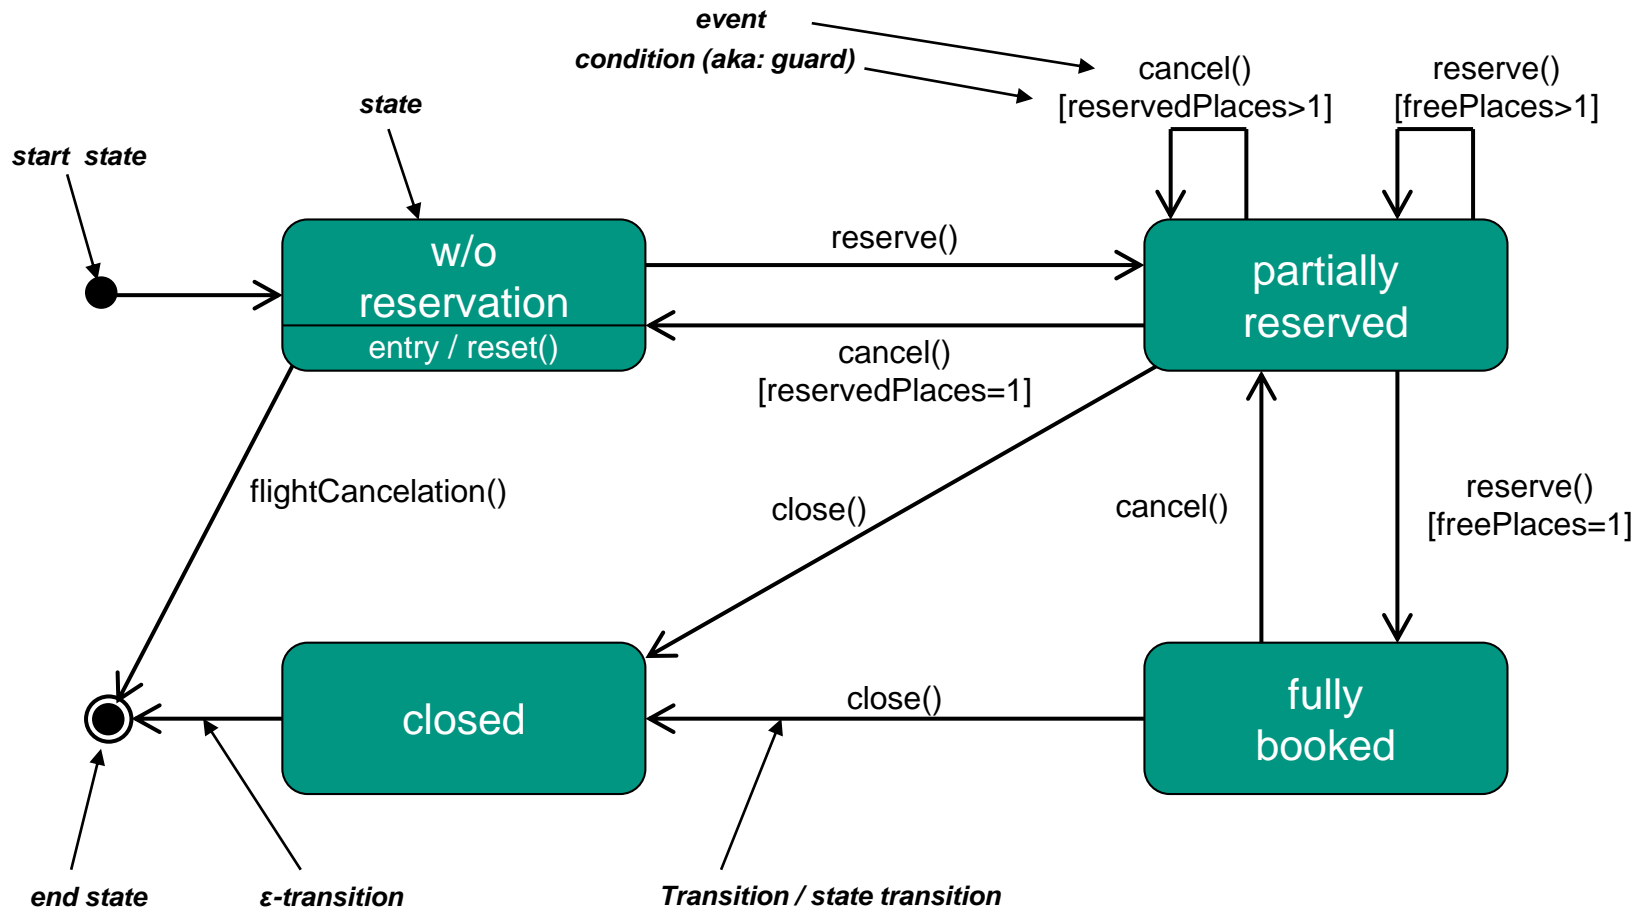 event
condition (aka: guard)
cancel()
[reservedPlaces>1]
reserve()
[freePlaces>1]
state
start state
w/o
reservation
entry / reset()
reserve()
partially
reserved
cancel()
[reservedPlaces=1]
flightCancelation()
close()
cancel()
reserve()
[freePlaces=1]
closed
close()
fully
booked
end state
ε-transition
Transition / state transition